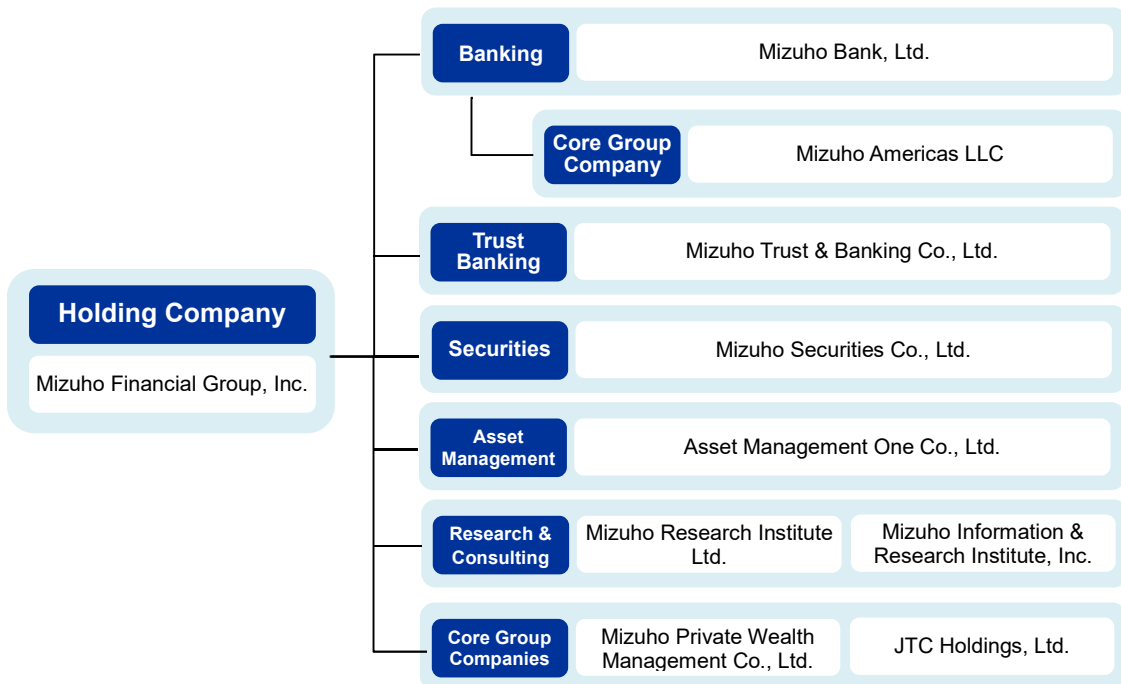 Banking
Mizuho Bank, Ltd.
Core Group
Company
Mizuho Americas LLC
Trust
Banking
Mizuho Trust & Banking Co., Ltd.
Holding Company
Mizuho Financial Group, Inc.
Securities
Mizuho Securities Co., Ltd.
Asset
Management
Asset Management One Co., Ltd.
Research &
Consulting
Mizuho Research Institute
Ltd.
Mizuho Information &
Research Institute, Inc.
Core Group
Companies
Mizuho Private Wealth
Management Co., Ltd.
JTC Holdings, Ltd.